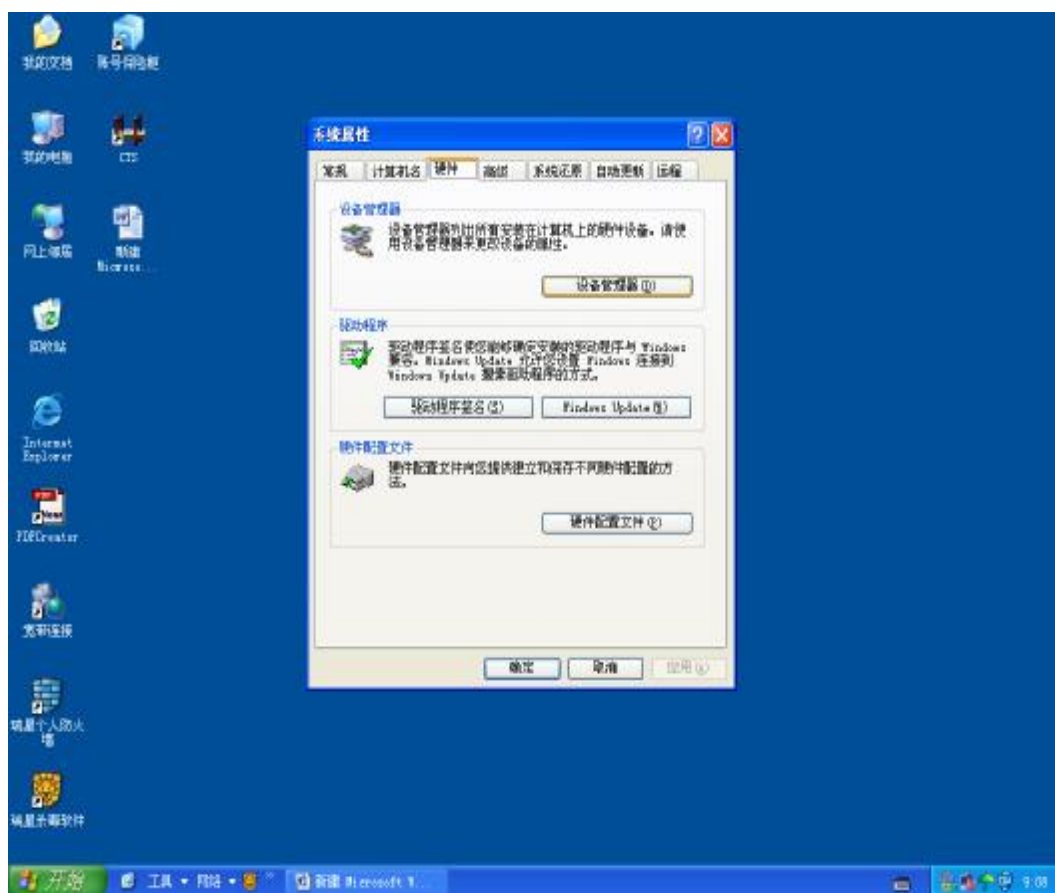 我的文档
账号保险柜
我的电脑
CTS
网上邻居
新建
Microso...
回收站
Internet
Explorer
PDFCreator
宽带连接
瑞星个人防火
墙
瑞星杀毒软件
系统属性
常规 计算机名 硬件 高级 系统还原 自动更新 远程
设备管理器
设备管理器列出所有安装在计算机上的硬件设备。请使
用设备管理器来更改设备的属性。
设备管理器(D)
驱动程序
驱动程序签名使您能够确定安装的驱动程序与 Windows
兼容。Windows Update 允许您设置 Windows 连接到
Windows Update 搜索驱动程序的方式。
驱动程序签名(S) Windows Update(W)
硬件配置文件
硬件配置文件向您提供建立和保存不同硬件配置的方
法。
硬件配置文件(P)
确定 取消 应用(A)
开始 工具 网络 新建 Microsoft W... 9:08